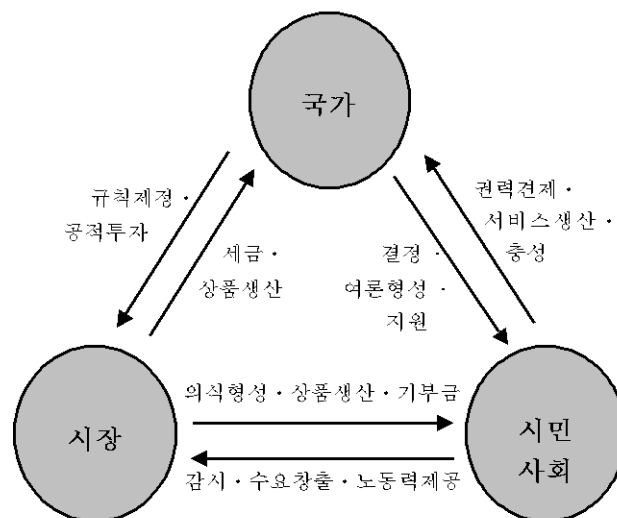 국가
규칙제정·
공적투자
세금·
상품생산
결정·
여론형성·
지원
권력견제·
서비스생산·
충성
시장
의식형성·상품생산·기부금
감시·수요창출·노동력제공
시민
사회